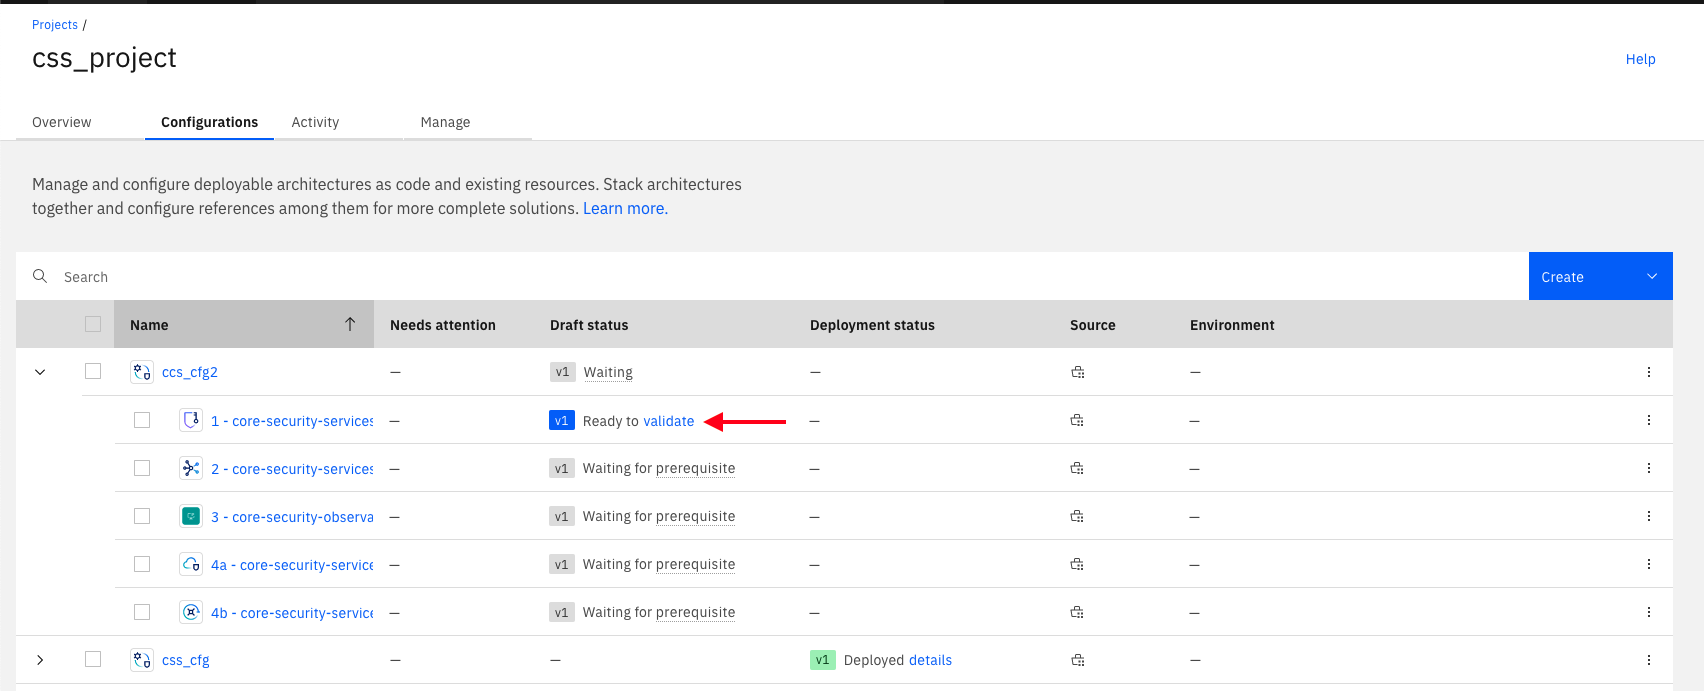 Projects /
css_project
Help
Overview Configurations Activity Manage
Manage and configure deployable architectures as code and existing resources. Stack architectures
together and configure references among them for more complete solutions. Learn more.
Search Create
Name Needs attention Draft status Deployment status Source Environment
ccs_cfg2 — v1 Waiting — —
1 - core-security-services — v1 Ready to validate — —
2 - core-security-services — v1 Waiting for prerequisite — —
3 - core-security-observa — v1 Waiting for prerequisite — —
4a - core-security-service — v1 Waiting for prerequisite — —
4b - core-security-service — v1 Waiting for prerequisite — —
css_cfg — — v1 Deployed details —